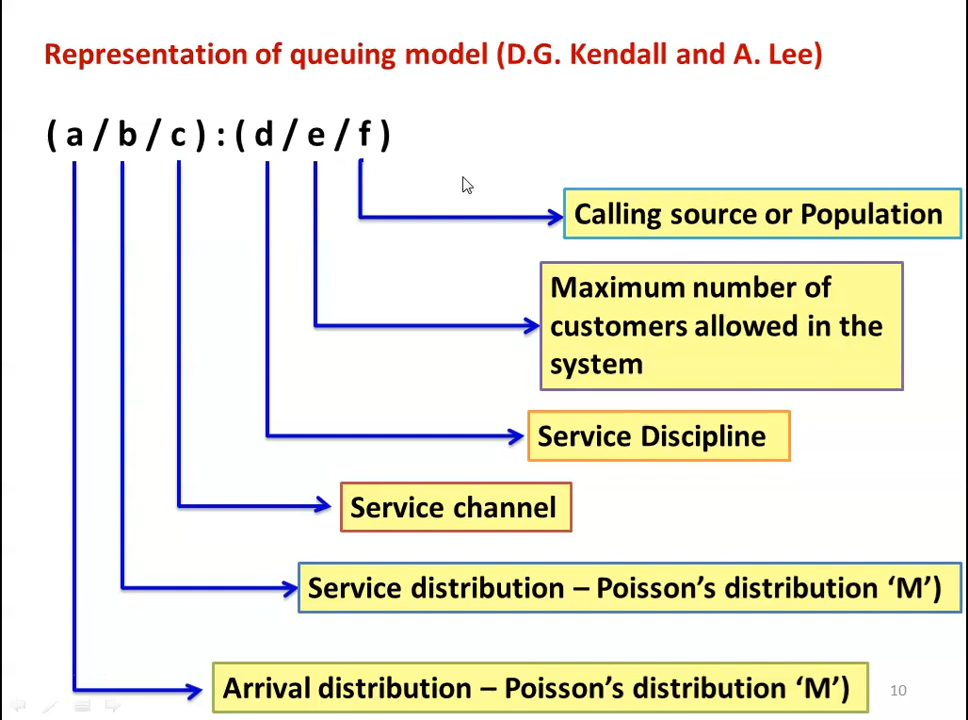 Representation of queuing model (D.G. Kendall and A. Lee)
( a / b / c ) : ( d / e / f )
Calling source or Population
Maximum number of
customers allowed in the
system
Service Discipline
Service channel
Service distribution – Poisson’s distribution ‘M’)
Arrival distribution – Poisson’s distribution ‘M’)
10